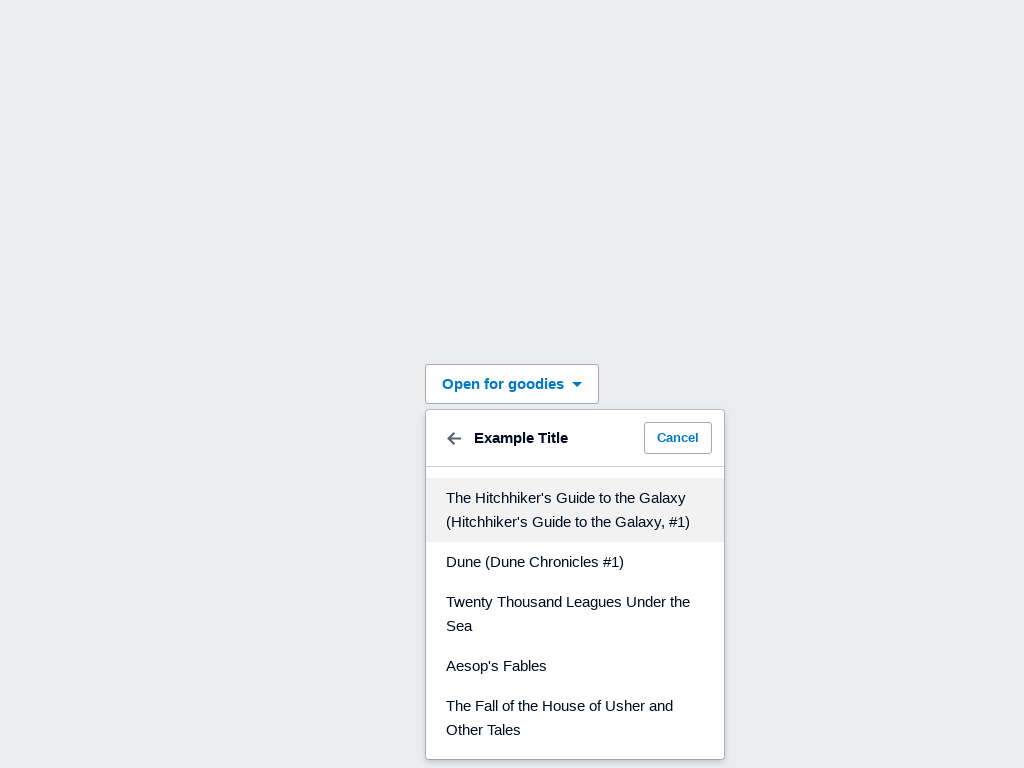 Open for goodies
Example Title
Cancel
The Hitchhiker's Guide to the Galaxy
(Hitchhiker's Guide to the Galaxy, #1)
Dune (Dune Chronicles #1)
Twenty Thousand Leagues Under the
Sea
Aesop's Fables
The Fall of the House of Usher and
Other Tales